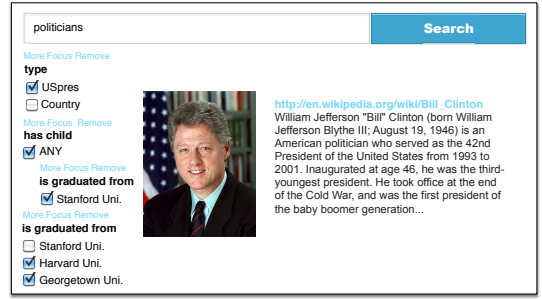 politicians
Search
More Focus Remove
type
USpres
Country
More Focus Remove
has child
ANY
More Focus Remove
is graduated from
Stanford Uni.
More Focus Remove
is graduated from
Stanford Uni.
Harvard Uni.
Georgetown Uni.
http://en.wikipedia.org/wiki/Bill_Clinton
William Jefferson "Bill" Clinton (born William
Jefferson Blythe III; August 19, 1946) is an
American politician who served as the 42nd
President of the United States from 1993 to
2001. Inaugurated at age 46, he was the third-
youngest president. He took office at the end
of the Cold War, and was the first president of
the baby boomer generation...